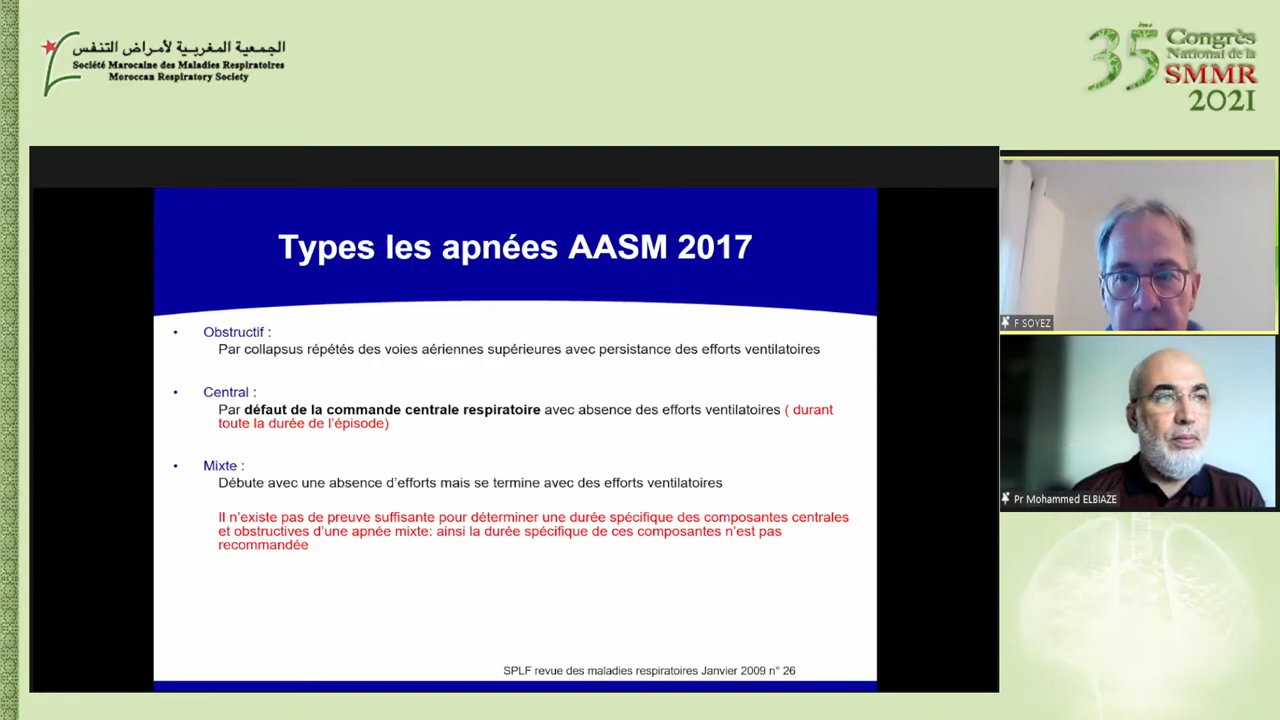 الجمعية المغربية لأمراض التنفس
Société Marocaine des Maladies Respiratoires
Moroccan Respiratory Society
35 ème Congrès
National de la
SMMR
2021
Types les apnées AASM 2017
• Obstructif :
Par collapsus répétés des voies aériennes supérieures avec persistance des efforts ventilatoires
• Central :
Par défaut de la commande centrale respiratoire avec absence des efforts ventilatoires ( durant
toute la durée de l’épisode)
• Mixte :
Débute avec une absence d’efforts mais se termine avec des efforts ventilatoires
Il n’existe pas de preuve suffisante pour déterminer une durée spécifique des composantes centrales
et obstructives d’une apnée mixte: ainsi la durée spécifique de ces composantes n’est pas
recommandée
SPLF revue des maladies respiratoires Janvier 2009 n° 26
F SOYEZ
Pr Mohammed ELBIAZE